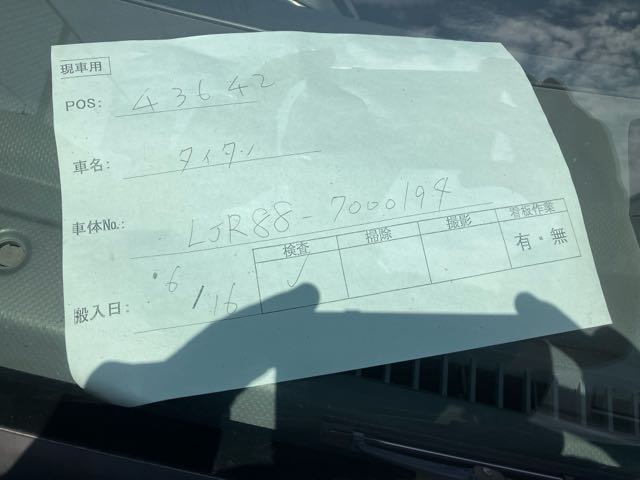 現車用
POS: 43642
車名: タイタン
車体No.: LJR88-7000194
検査 掃除 撮影 看板作業
✓ 有・無
搬入日: 6/16